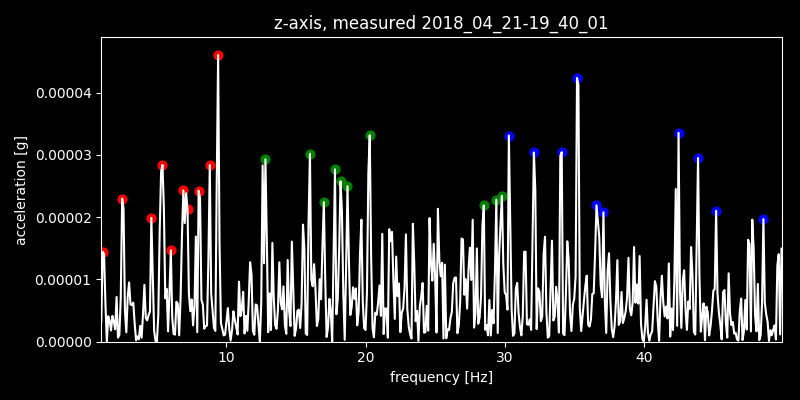 z-axis, measured 2018_04_21-19_40_01
acceleration [g]
0.00004
0.00003
0.00002
0.00001
0.00000
10 20 30 40
frequency [Hz]